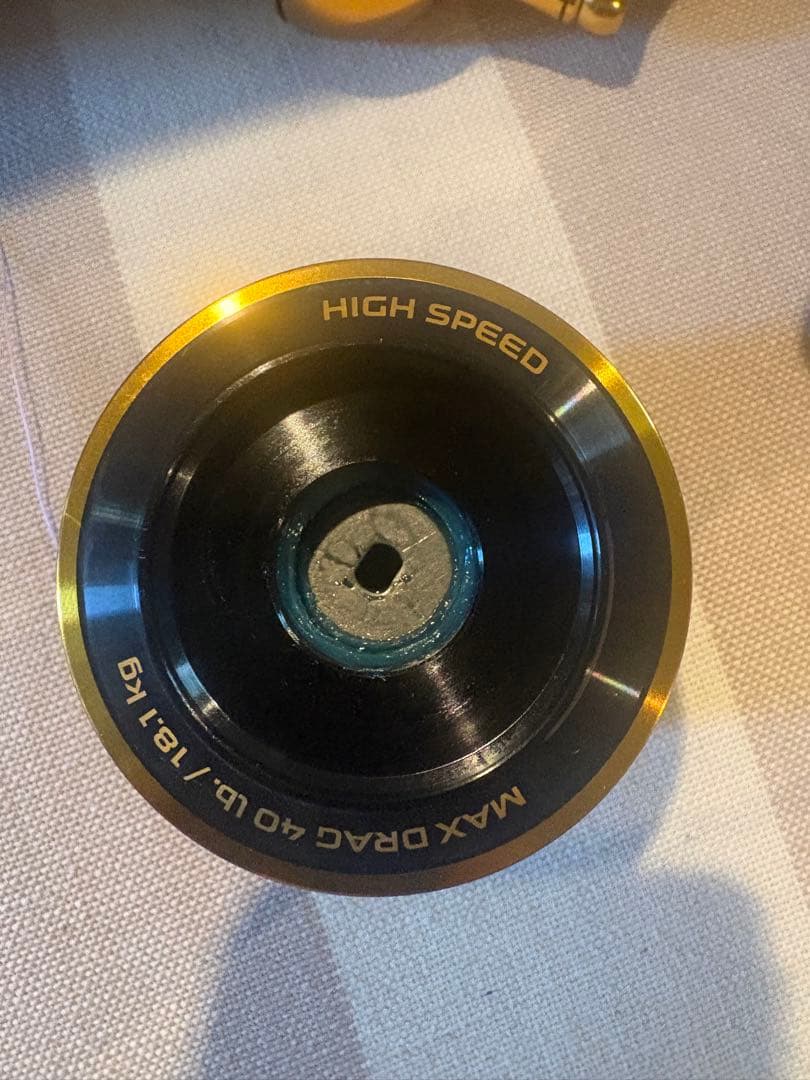 HIGH SPEED
MAX DRAG 40 lb. / 18.1 kg